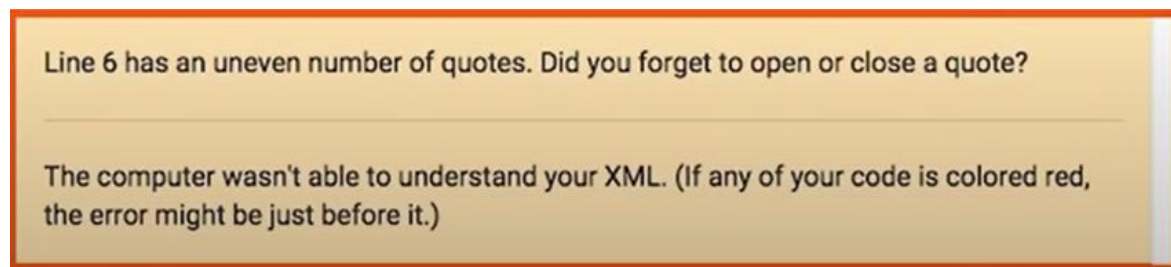 Line 6 has an uneven number of quotes. Did you forget to open or close a quote?
The computer wasn't able to understand your XML. (If any of your code is colored red,
the error might be just before it.)